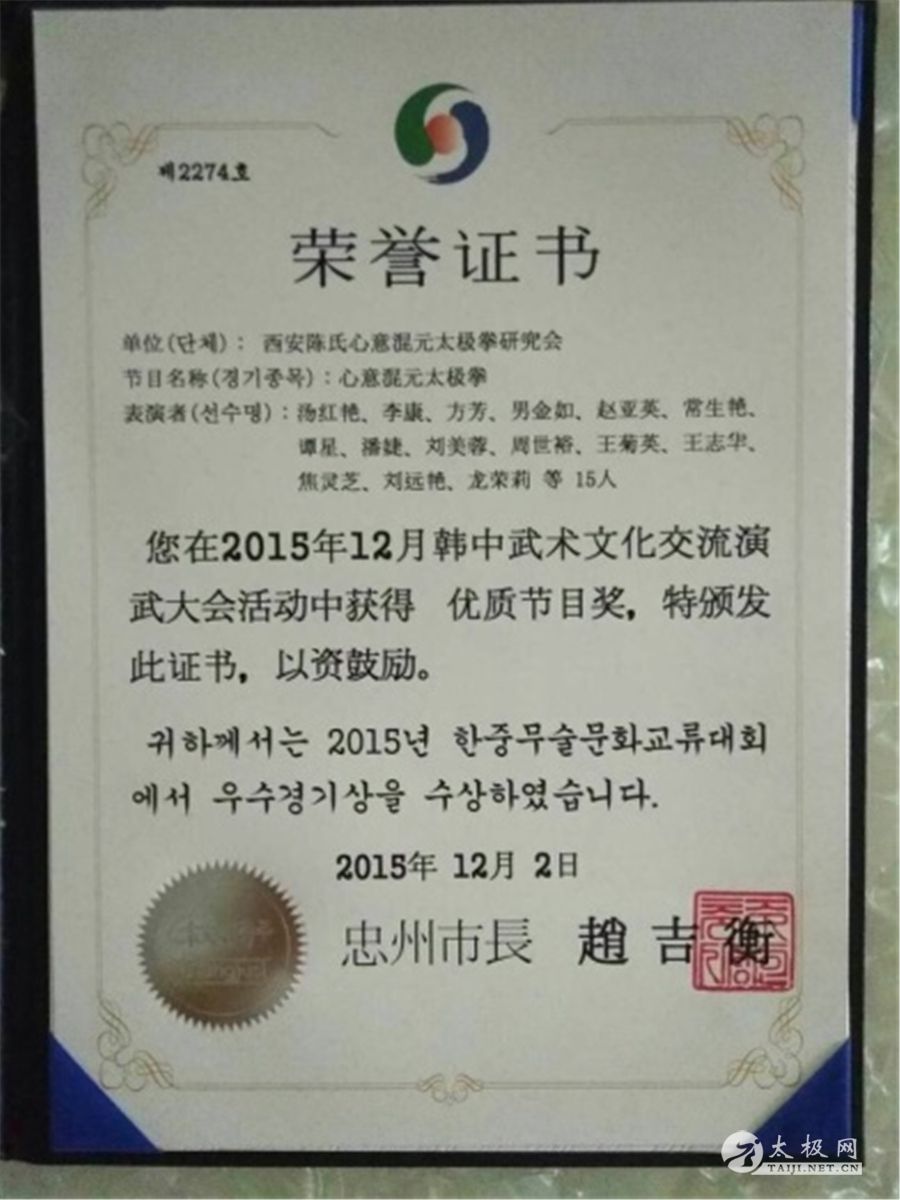 제2274호
荣誉证书
单位(단체)：西安陈氏心意混元太极拳研究会
节目名称(경기종목)：心意混元太极拳
表演者(선수명)：汤红艳、李康、方芳、男金如、赵亚英、常生艳、
谭星、潘婕、刘美蓉、周世裕、王菊英、王志华、
焦灵芝、刘远艳、龙荣莉 等 15人
您在2015年12月韩中武术文化交流演
武大会活动中获得 优质节目奖，特颁发
此证书，以资鼓励。
귀하께서는 2015년 한중무술문화교류대회
에서 우수경기상을 수상하였습니다.
2015年 12月 2日
忠州市長 趙吉衡
太极网
TAIJI.NET.CN